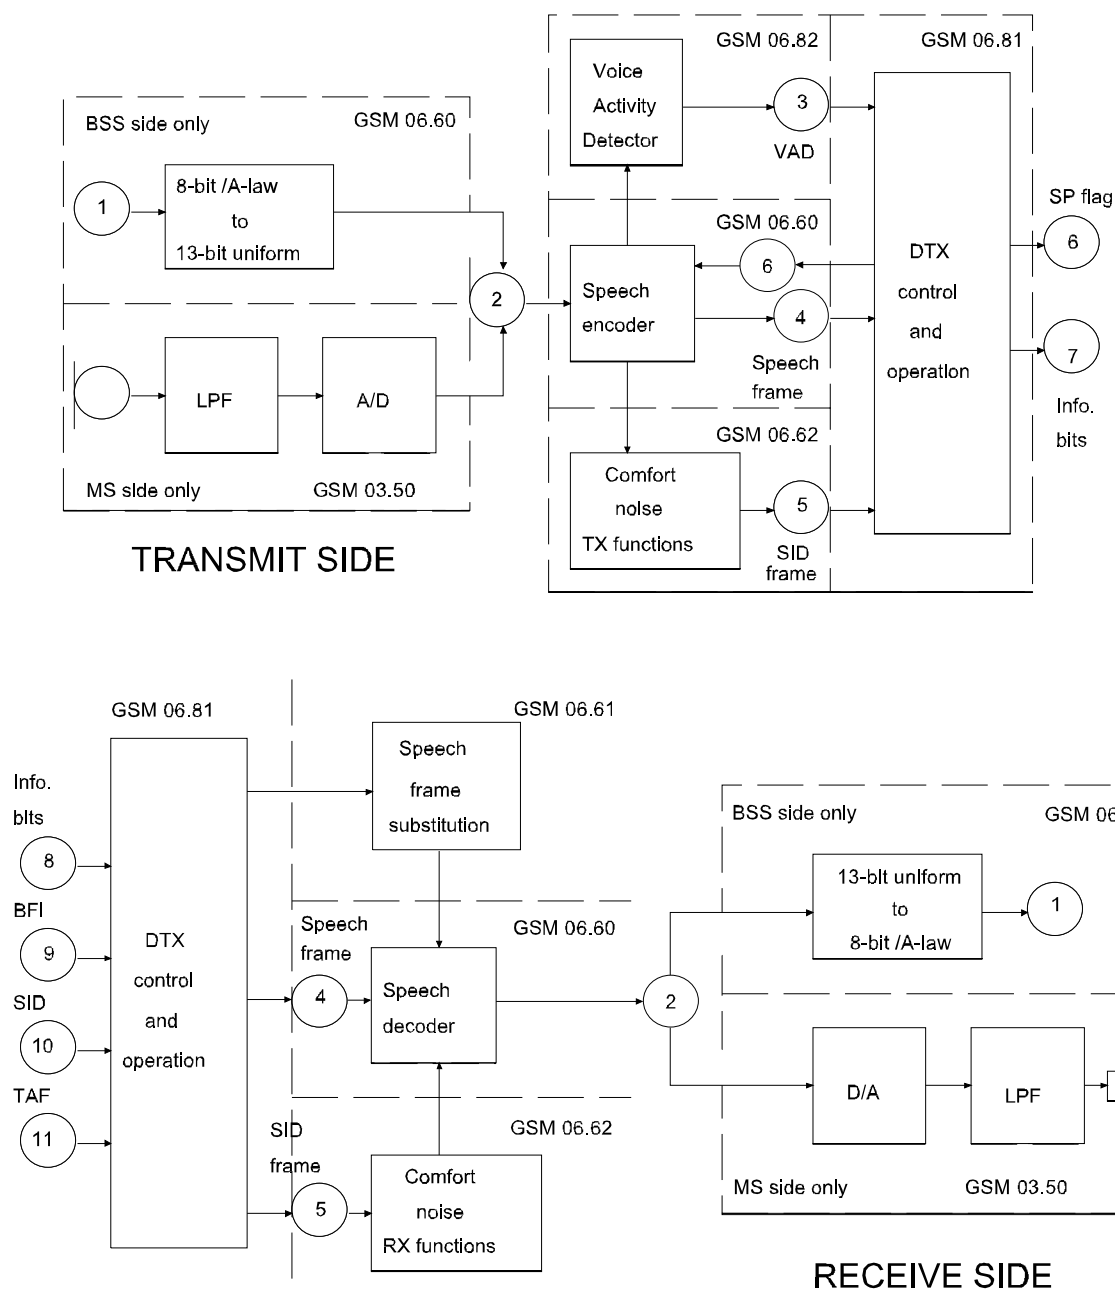 GSM 06.82
GSM 06.81
Voice
Activity
Detector
3
VAD
BSS side only
GSM 06.60
1
8-bit /A-law
to
13-bit uniform
SP flag
6
GSM 06.60
6
DTX
control
and
operation
2
Speech
encoder
4
7
Speech
frame
Info.
bits
LPF
A/D
GSM 06.62
MS side only
GSM 03.50
Comfort
noise
TX functions
5
SID
frame
TRANSMIT SIDE
GSM 06.81
GSM 06.61
Speech
frame
substitution
Info.
bits
8
BSS side only
GSM 06
13-bit uniform
to
8-bit /A-law
1
BFI
9
Speech
frame
GSM 06.60
DTX
control
and
operation
4
Speech
decoder
2
SID
10
D/A
LPF
TAF
11
SID
frame
GSM 06.62
5
Comfort
noise
RX functions
MS side only
GSM 03.50
RECEIVE SIDE